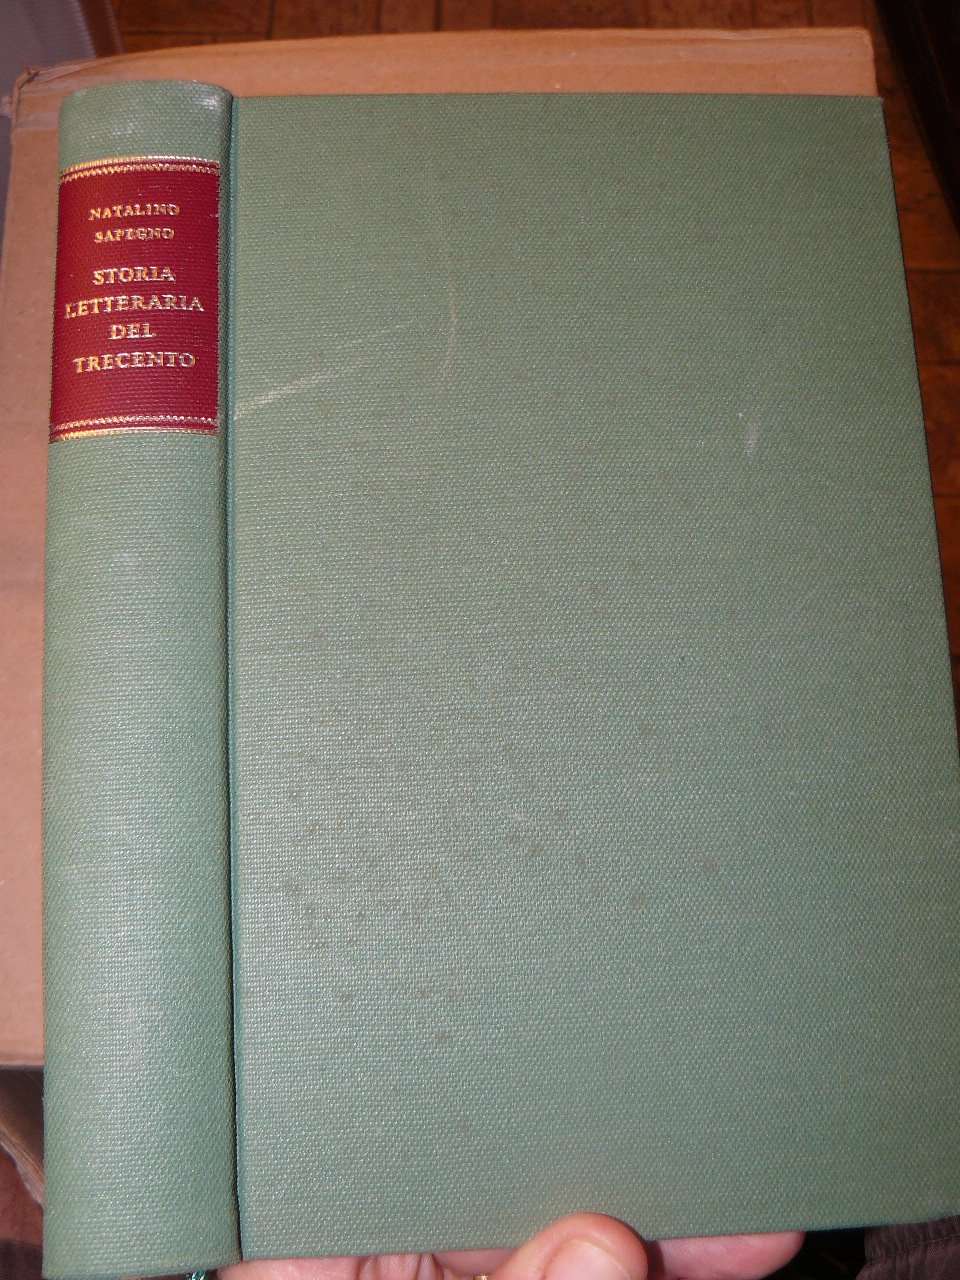 NATALINO
SAPEGNO
STORIA
LETTERARIA
DEL
TRECENTO